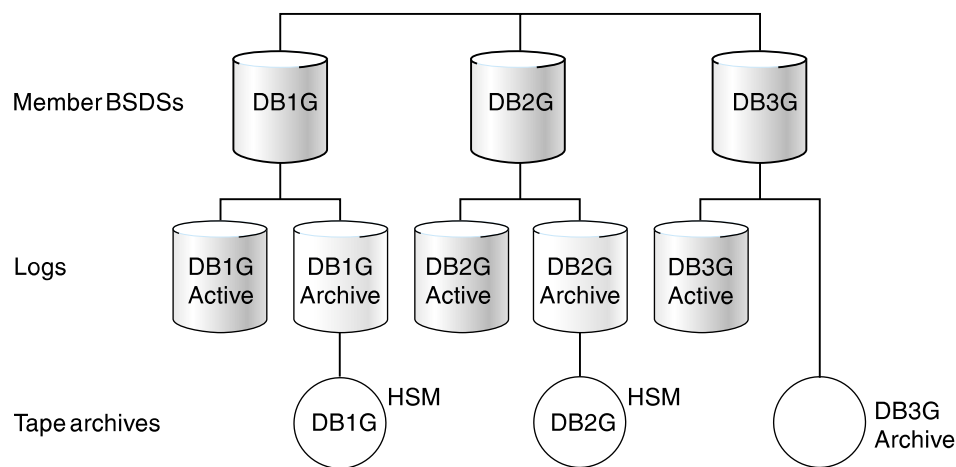 Member BSDSs
DB1G
DB2G
DB3G
Logs
DB1G
Active
DB1G
Archive
DB2G
Active
DB2G
Archive
DB3G
Active
Tape archives
DB1G
HSM
DB2G
HSM
DB3G
Archive